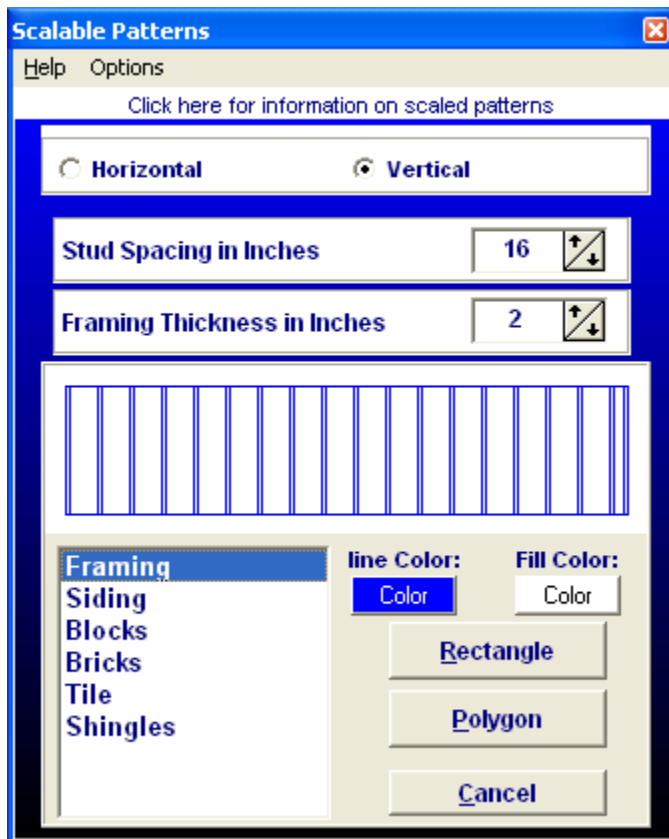 Scalable Patterns
Help Options
Click here for information on scaled patterns
Horizontal Vertical
Stud Spacing in Inches 16
Framing Thickness in Inches 2
Framing
Siding
Blocks
Bricks
Tile
Shingles
line Color: Fill Color:
Color Color
Rectangle
Polygon
Cancel